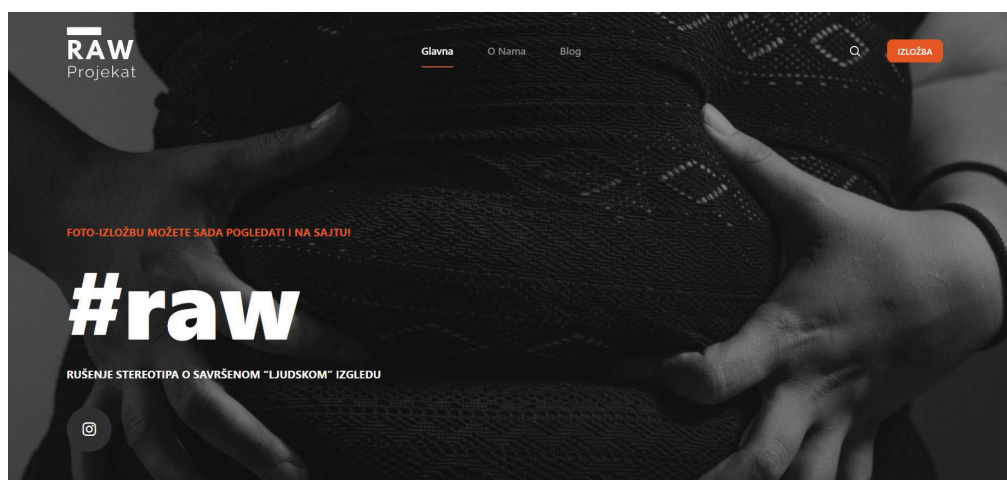 RAW
Projekat
Glavna
O Nama
Blog
IZLOŽBA
FOTO-IZLOŽBU MOŽETE SADA POGLEDATI I NA SAJTU!
#raw
RUŠENJE STEREOTIPA O SAVRŠENOM “LJUDSKOM” IZGLEDU